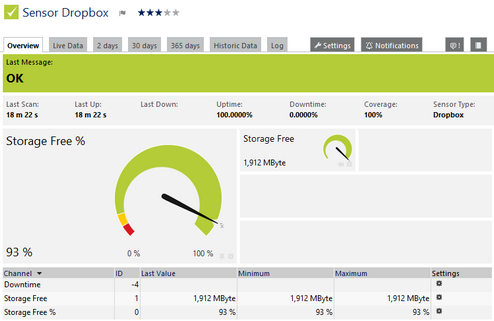 Sensor Dropbox
Overview Live Data 2 days 30 days 365 days Historic Data Log Settings Notifications
Last Message:
OK
Last Scan: Last Up: Last Down: Uptime: Downtime: Coverage: Sensor Type:
18 m 22 s 18 m 22 s 100.0000% 0.0000% 100% Dropbox
Storage Free %
93 %
0 % 100 %
Storage Free
1,912 MByte
Channel ID Last Value Minimum Maximum Settings
Downtime -4
Storage Free 1 1,912 MByte 1,912 MByte 1,912 MByte
Storage Free % 0 93 % 93 % 93 %